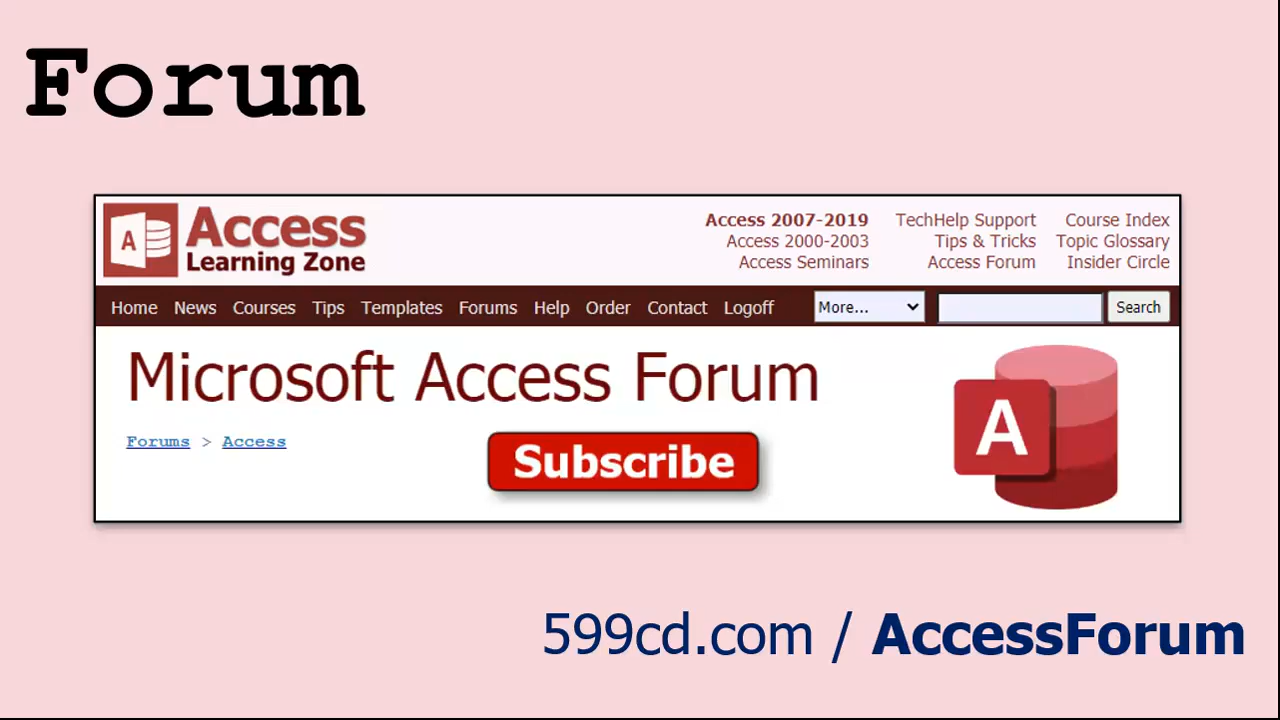 Forum
A
Access
Learning Zone
Access 2007-2019 TechHelp Support Course Index
Access 2000-2003 Tips & Tricks Topic Glossary
Access Seminars Access Forum Insider Circle
Home News Courses Tips Templates Forums Help Order Contact Logoff More... Search
Microsoft Access Forum
A
Forums > Access
Subscribe
599cd.com / AccessForum